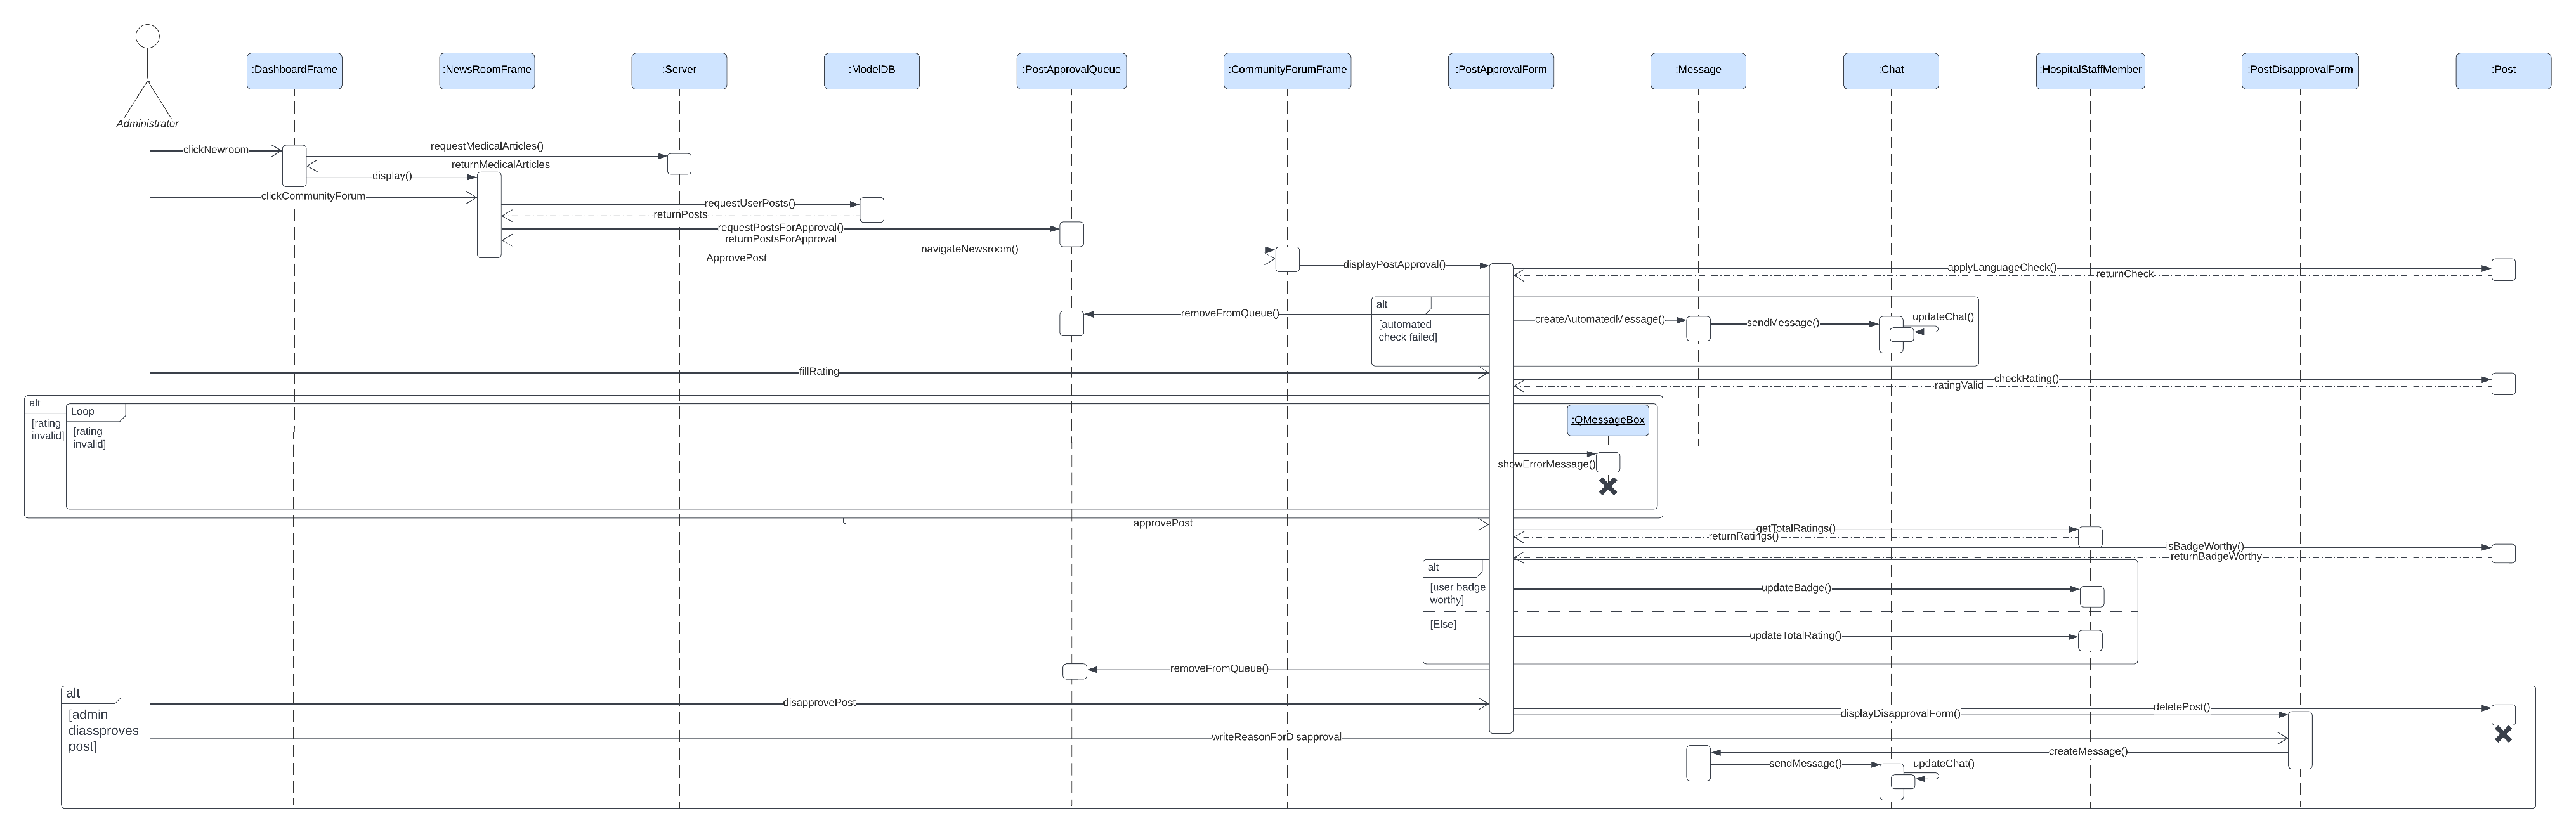 :DashboardFrame
:NewsRoomFrame
:Server
:ModelDB
:PostApprovalQueue
:CommunityForumFrame
:PostApprovalForm
:Message
:Chat
:HospitalStaffMember
:PostDisapprovalForm
:Post
Administrator
clickNewroom
requestMedicalArticles()
returnMedicalArticles
display()
clickCommunityForum
requestUserPosts()
returnPosts
requestPostsForApproval()
returnPostsForApproval
navigateNewsroom()
ApprovePost
displayPostApproval()
applyLanguageCheck()
returnCheck
alt
[automated
check failed]
removeFromQueue()
createAutomatedMessage()
sendMessage()
updateChat()
fillRating
checkRating()
ratingValid
alt
[rating
invalid]
Loop
[rating
invalid]
:QMessageBox
showErrorMessage()
approvePost
getTotalRatings()
returnRatings()
isBadgeWorthy()
returnBadgeWorthy
alt
[user badge
worthy]
updateBadge()
[Else]
updateTotalRating()
removeFromQueue()
alt
[admin
diassproves
post]
disapprovePost
deletePost()
displayDisapprovalForm()
writeReasonForDisapproval
createMessage()
sendMessage()
updateChat()